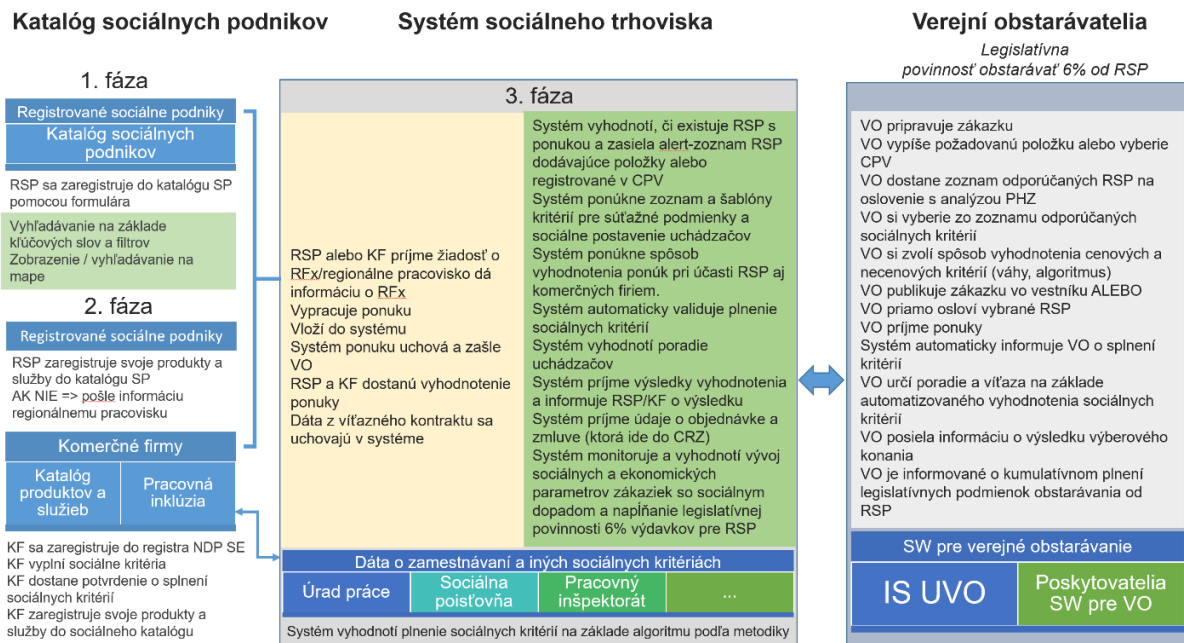 Katalóg sociálnych podnikov
Systém sociálneho trhoviska
Verejní obstarávatelia
Legislatívna
povinnosť obstarávať 6% od RSP
1. fáza
Registrované sociálne podniky
Katalóg sociálnych
podnikov
RSP sa zaregistruje do katalógu SP
pomocou formulára
Vyhľadávanie na základe
kľúčových slov a filtrov
Zobrazenie / vyhľadávanie na
mape
2. fáza
Registrované sociálne podniky
RSP zaregistruje svoje produkty a
služby do katalógu SP
AK NIE => pošle informáciu
regionálnemu pracovisku
Komerčné firmy
Katalóg
produktov a
služieb
Pracovná
inklúzia
KF sa zaregistruje do registra NDP SE
KF vyplní sociálne kritéria
KF dostane potvrdenie o splnení
sociálnych kritérií
KF zaregistruje svoje produkty a
služby do sociálneho katalógu
3. fáza
RSP alebo KF príjme žiadosť o
RFx/regionálne pracovisko dá
informáciu o RFx
Vypracuje ponuku
Vloží do systému
Systém ponuku uchová a zašle
VO
RSP a KF dostanú vyhodnotenie
ponuky
Dáta z víťazného kontraktu sa
uchovajú v systéme
Systém vyhodnotí, či existuje RSP s
ponukou a zasiela alert-zoznam RSP
dodávajúce položky alebo
registrované v CPV
Systém ponúkne zoznam a šablóny
kritérií pre súťažné podmienky a
sociálne postavenie uchádzačov
Systém ponúkne spôsob
vyhodnotenia ponúk pri účasti RSP aj
komerčných firiem.
Systém automaticky validuje plnenie
sociálnych kritérií
Systém vyhodnotí poradie
uchádzačov
Systém príjme výsledky vyhodnotenia
a informuje RSP/KF o výsledku
Systém príjme údaje o objednávke a
zmluve (ktorá ide do CRZ)
Systém monitoruje a vyhodnotí vývoj
sociálnych a ekonomických
parametrov zákaziek so sociálnym
dopadom a napĺňanie legislatívnej
povinnosti 6% výdavkov pre RSP
Dáta o zamestnávaní a iných sociálnych kritériách
Úrad práce
Sociálna
poisťovňa
Pracovný
inšpektorát
...
Systém vyhodnotí plnenie sociálnych kritérií na základe algoritmu podľa metodiky
VO pripravuje zákazku
VO vypíše požadovanú položku alebo vyberie
CPV
VO dostane zoznam odporúčaných RSP na
oslovenie s analýzou PHZ
VO si vyberie zo zoznamu odporúčaných
sociálnych kritérií
VO si zvolí spôsob vyhodnotenia cenových a
necenových kritérií (váhy, algoritmus)
VO publikuje zákazku vo vestníku ALEBO
VO priamo osloví vybrané RSP
VO príjme ponuky
Systém automaticky informuje VO o splnení
kritérií
VO určí poradie a víťaza na základe
automatizovaného vyhodnotenia sociálnych
kritérií
VO posiela informáciu o výsledku výberového
konania
VO je informované o kumulatívnom plnení
legislatívnych podmienok obstarávania od
RSP
SW pre verejné obstarávanie
IS UVO
Poskytovatelia
SW pre VO